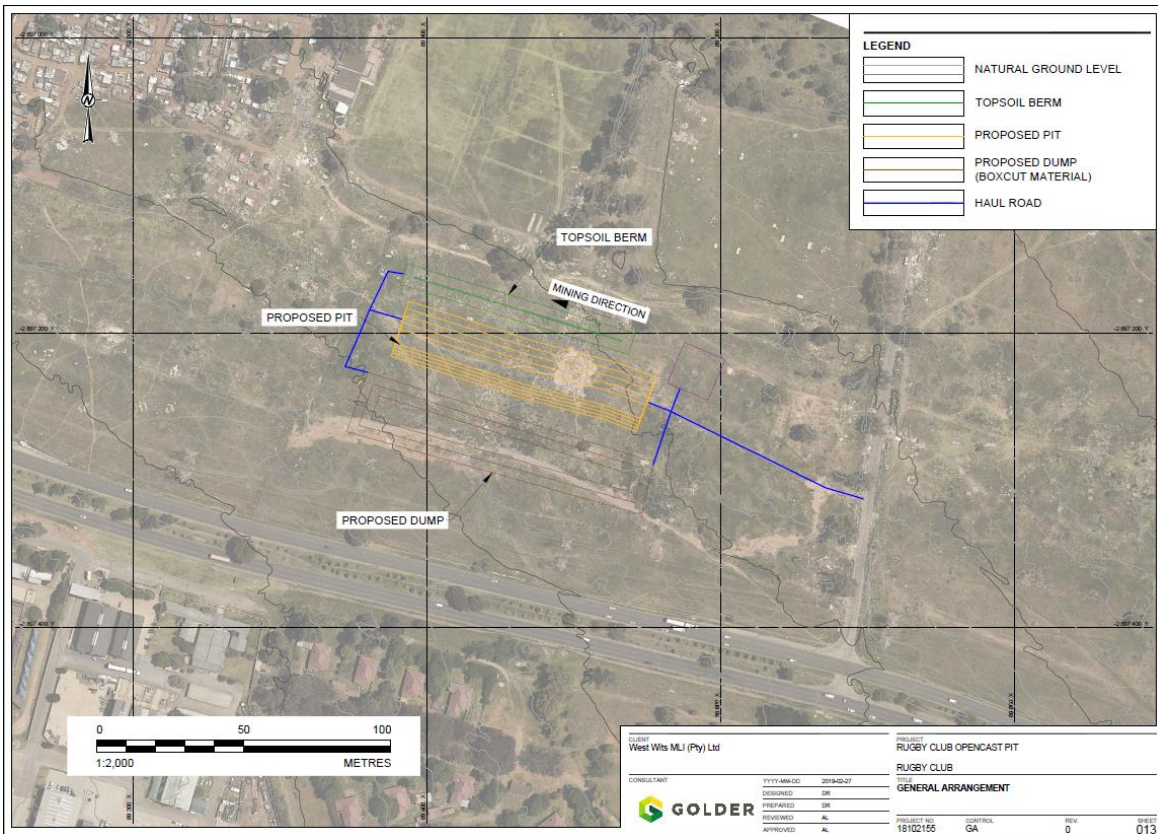 LEGEND
NATURAL GROUND LEVEL
TOPSOIL BERM
PROPOSED PIT
PROPOSED DUMP
(BOXCUT MATERIAL)
HAUL ROAD
N
TOPSOIL BERM
MINING DIRECTION
PROPOSED PIT
PROPOSED DUMP
0 50 100
1:2,000 METRES
CLIENT
West Wits MLI (Pty) Ltd
PROJECT
RUGBY CLUB OPENCAST PIT
RUGBY CLUB
TITLE
GENERAL ARRANGEMENT
CONSULTANT
GOLDER
YYYY-MM-DD 2019-02-27
DESIGNED DR
PREPARED DR
REVIEWED AL
APPROVED AL
PROJECT NO. CONTROL REV. SHEET
18102155 GA 0 013